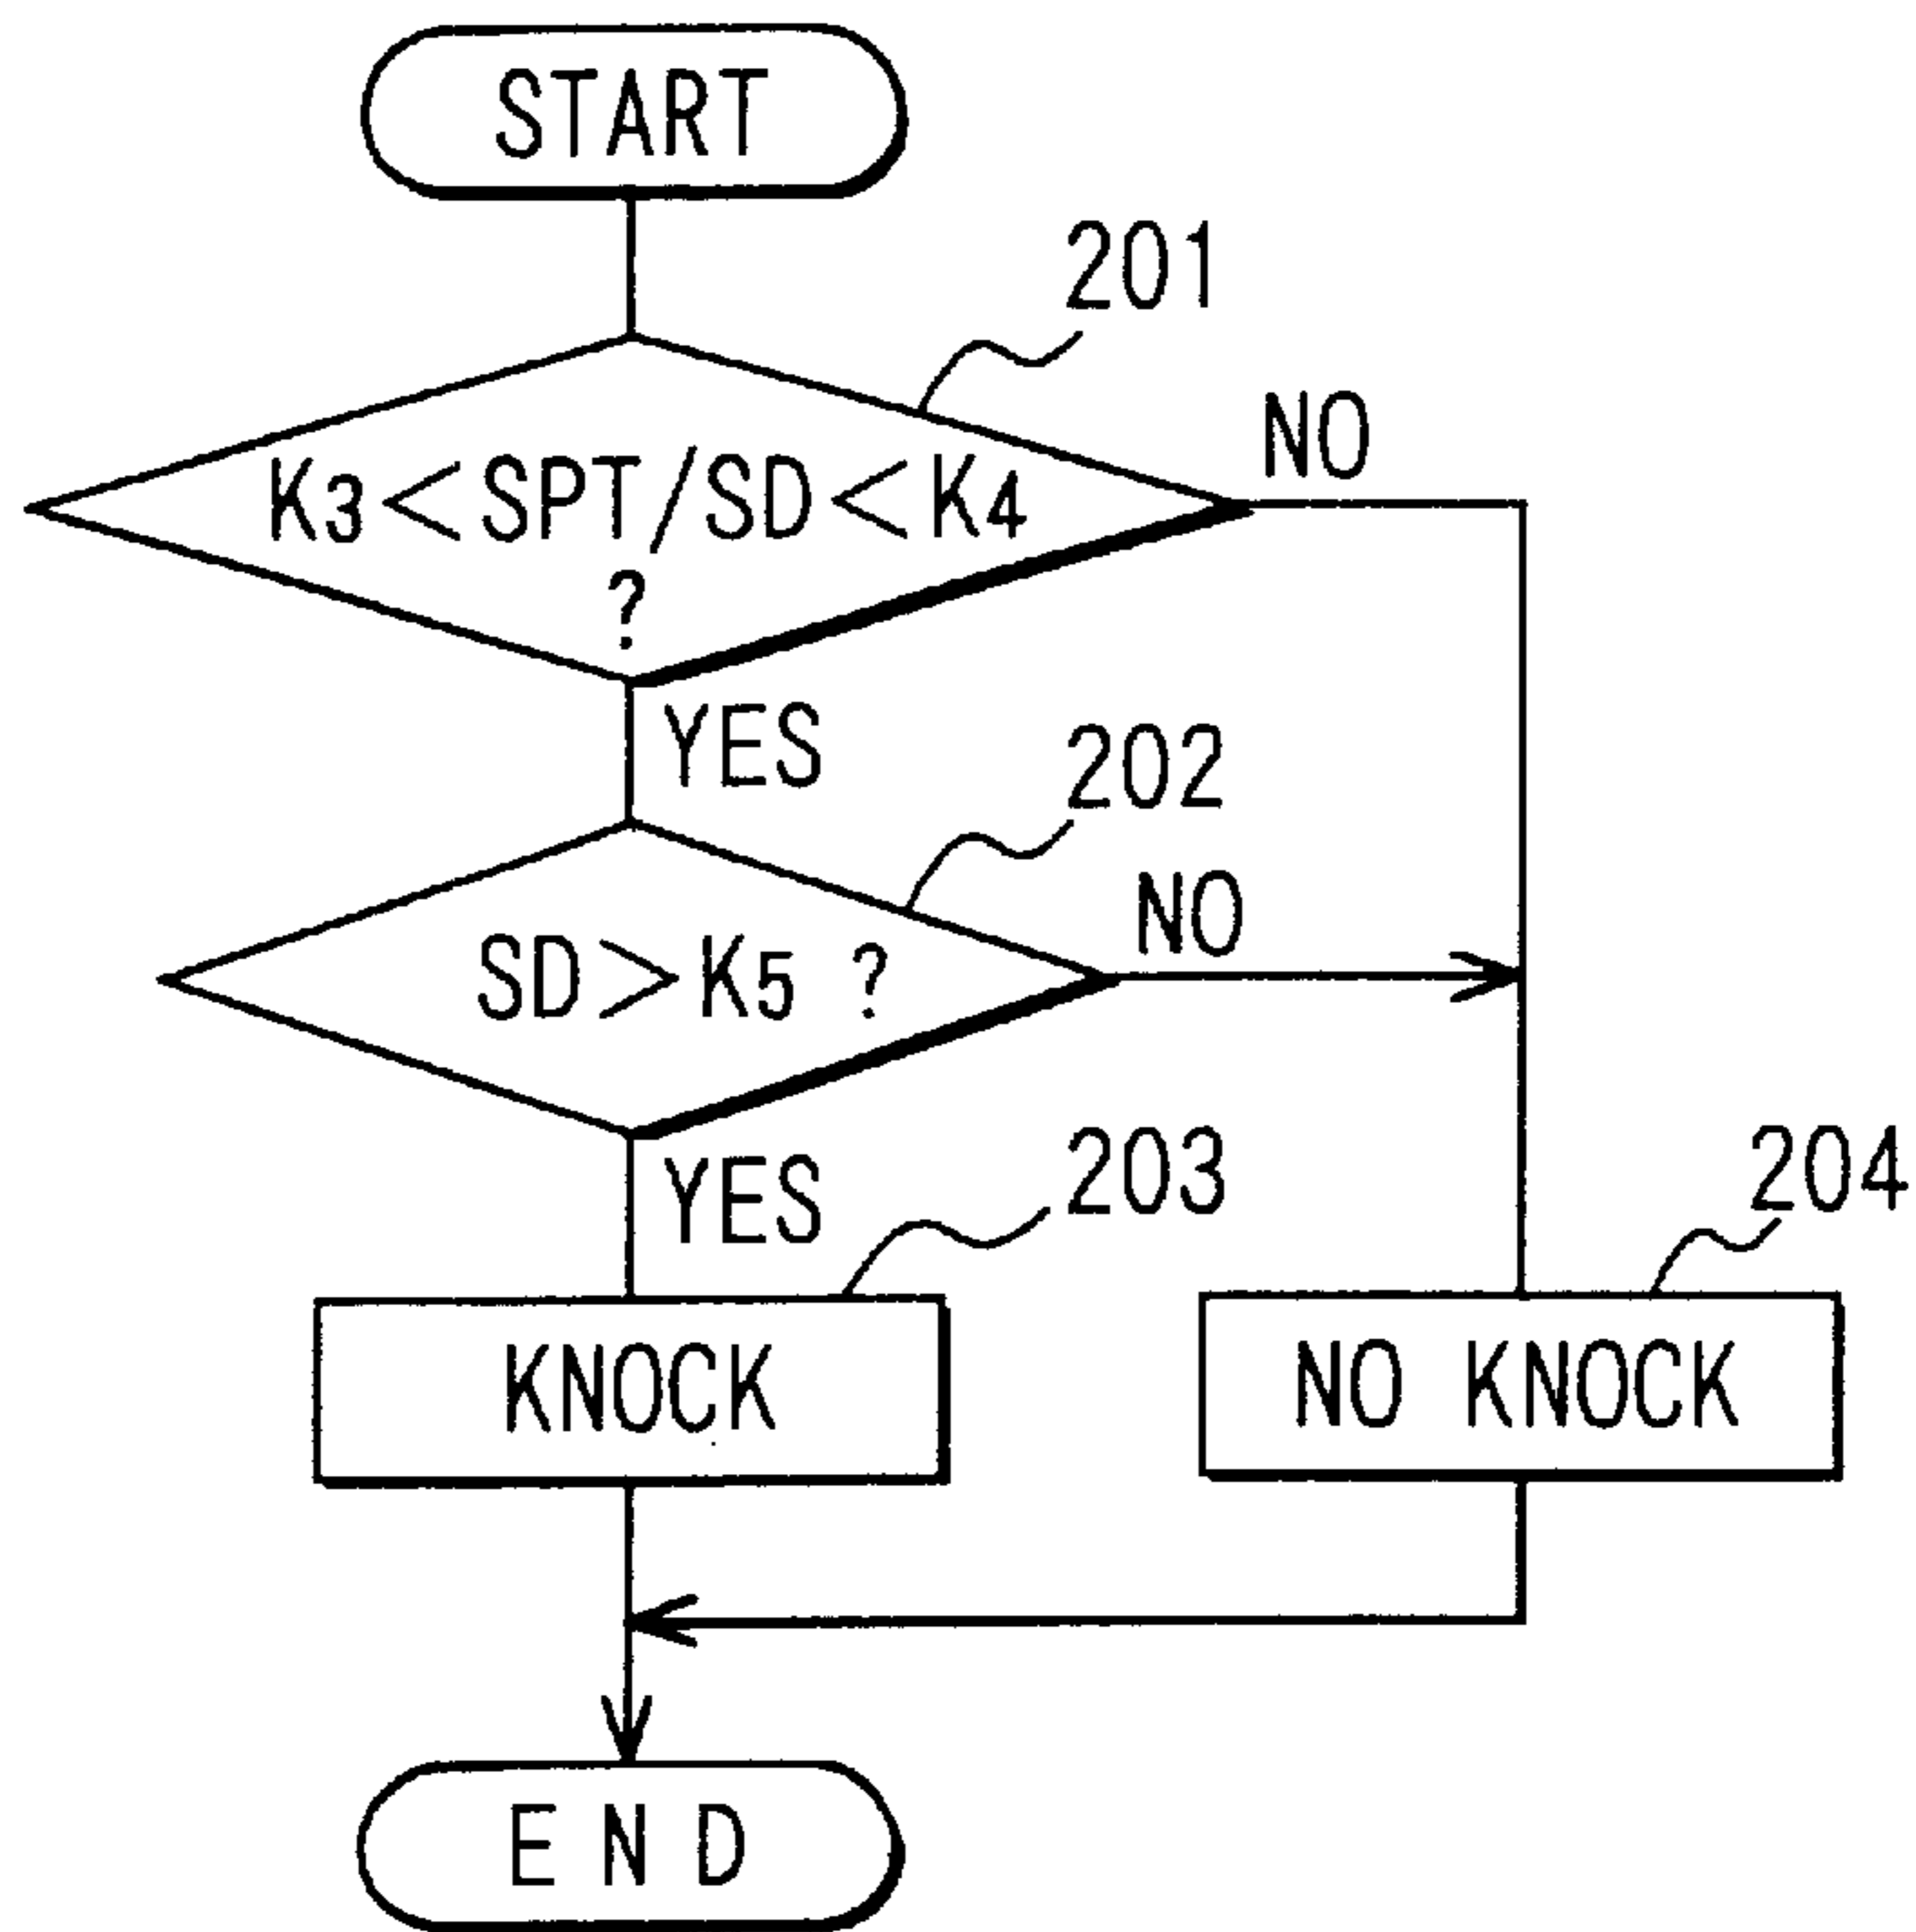 START
201
K3<SPT/SD<K4
?
NO
YES
202
SD>K5 ?
NO
YES
203
204
KNOCK
NO KNOCK
END